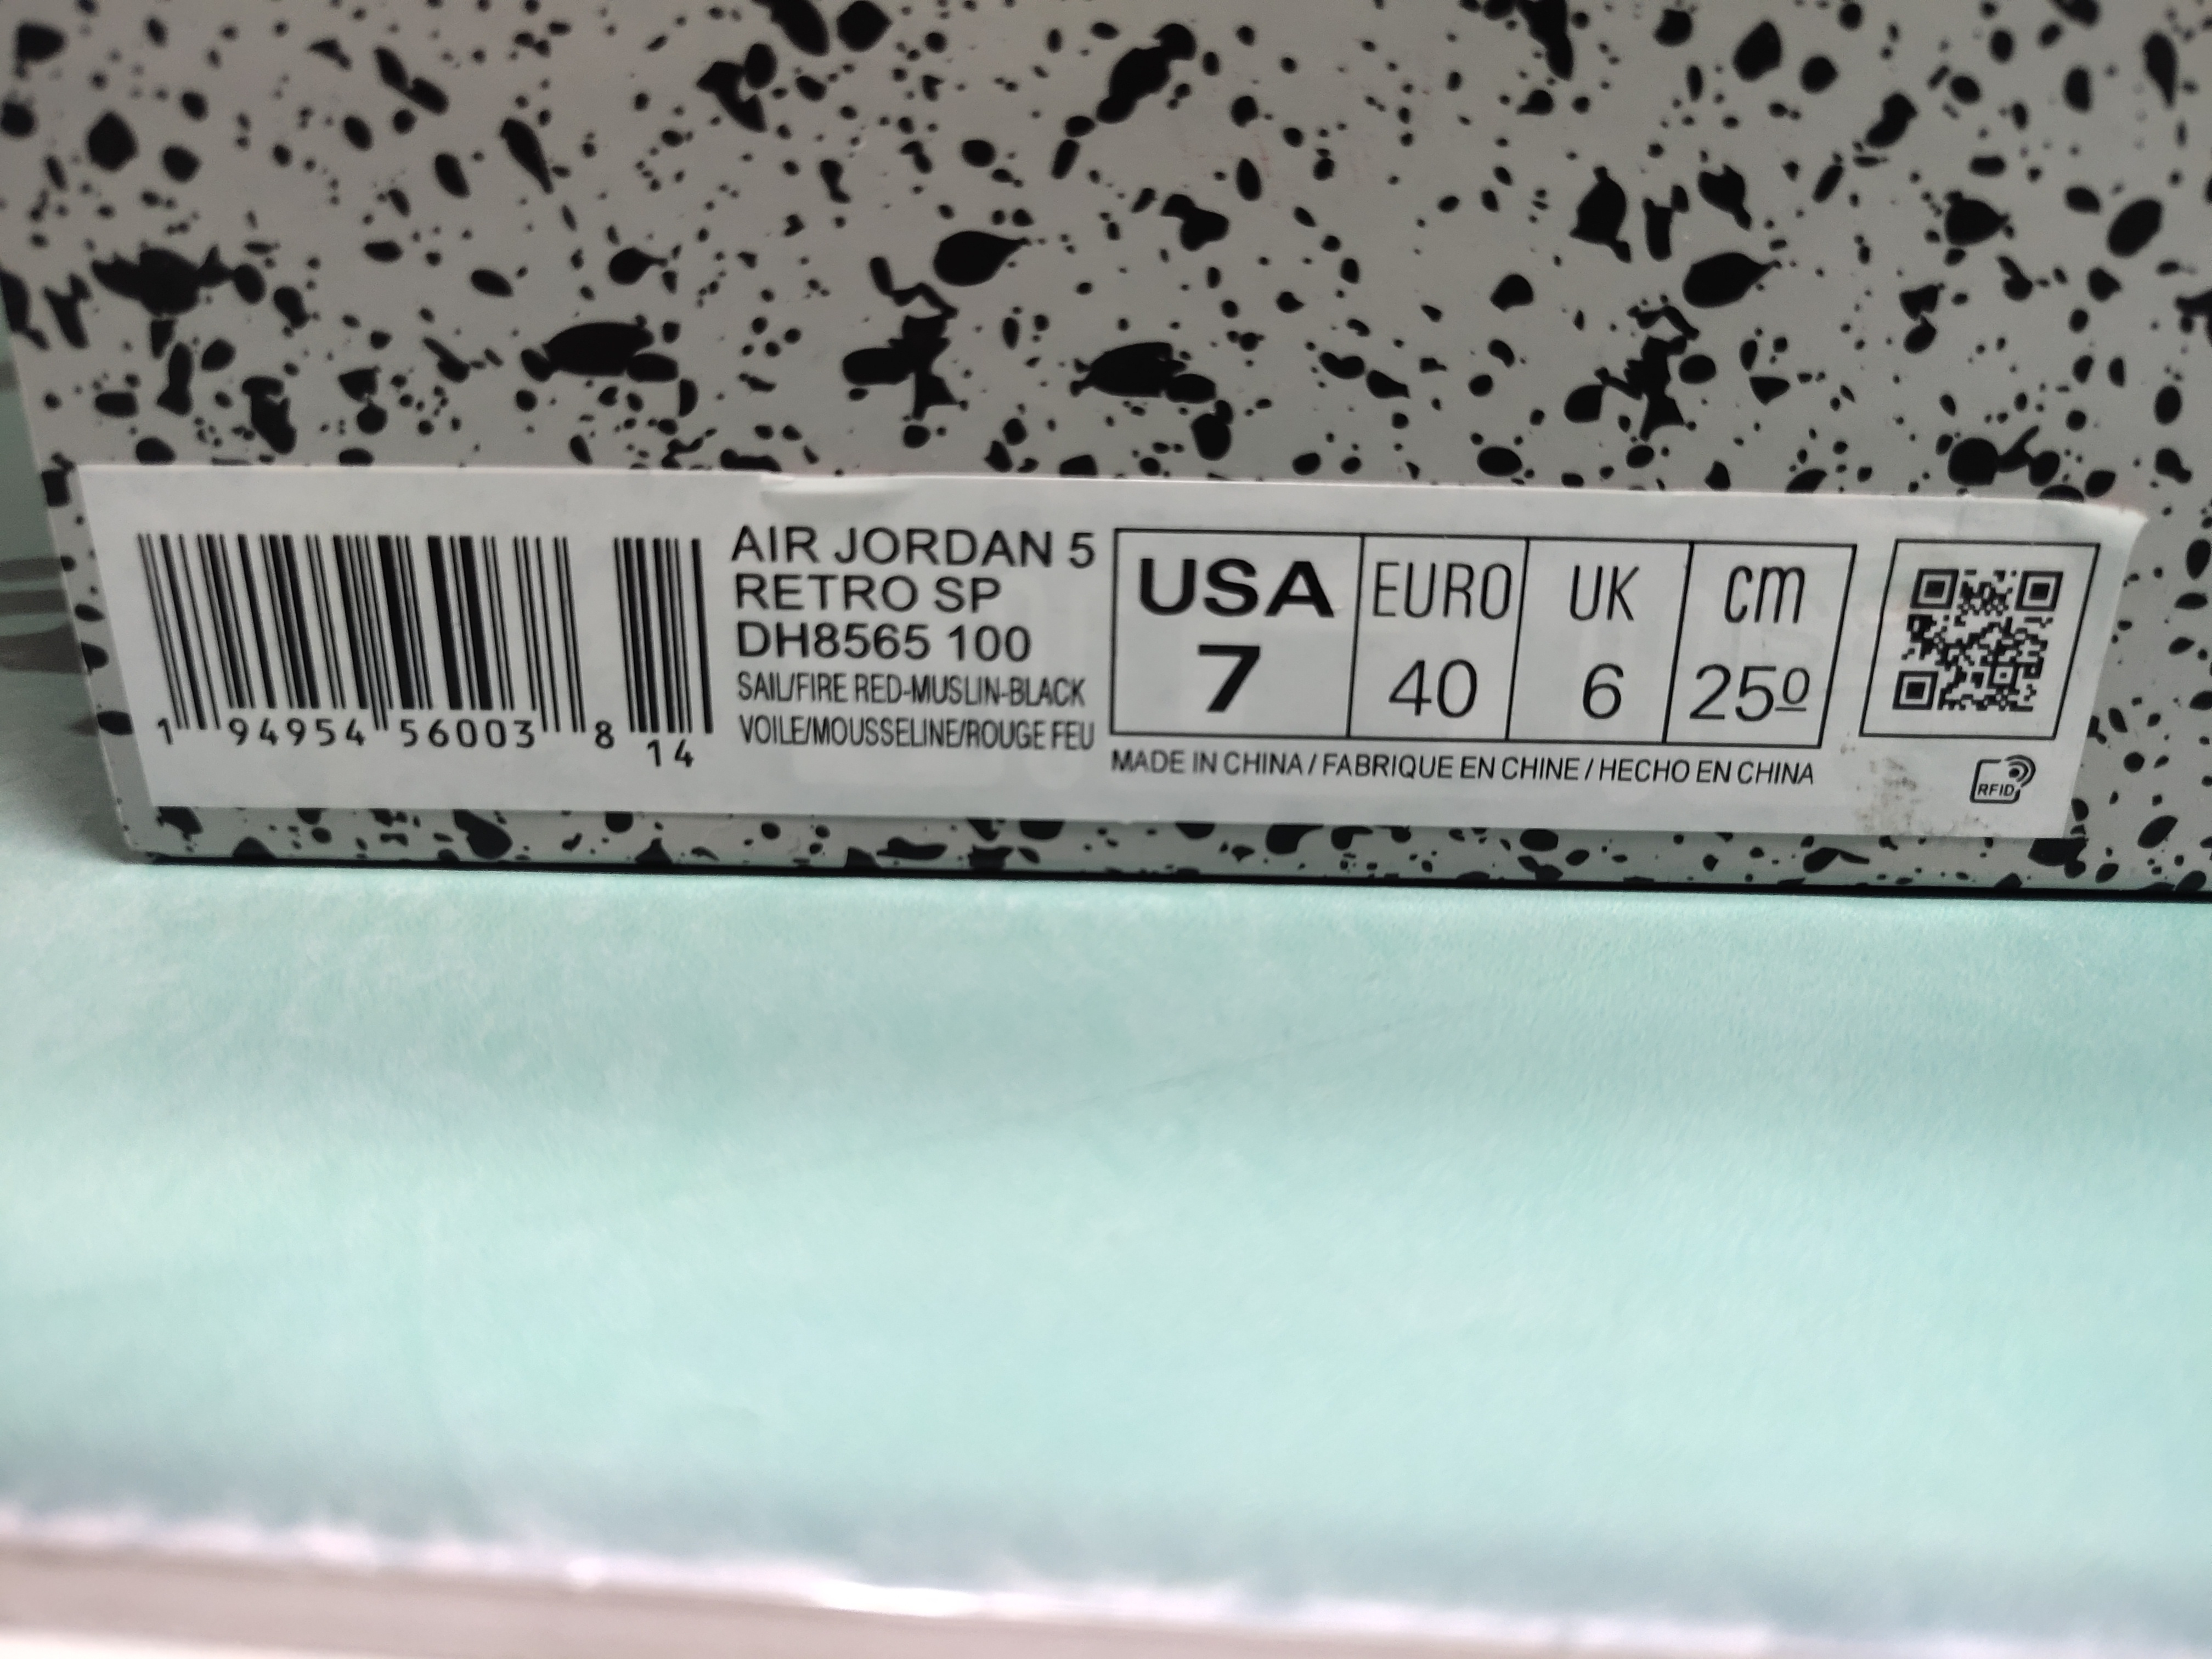 1 94954 56003 8
14
AIR JORDAN 5
RETRO SP
DH8565 100
SAIL/FIRE RED-MUSLIN-BLACK
VOILE/MOUSSELINE/ROUGE FEU
USA EURO UK cm
7 40 6 25º
MADE IN CHINA / FABRIQUE EN CHINE / HECHO EN CHINA
RFID